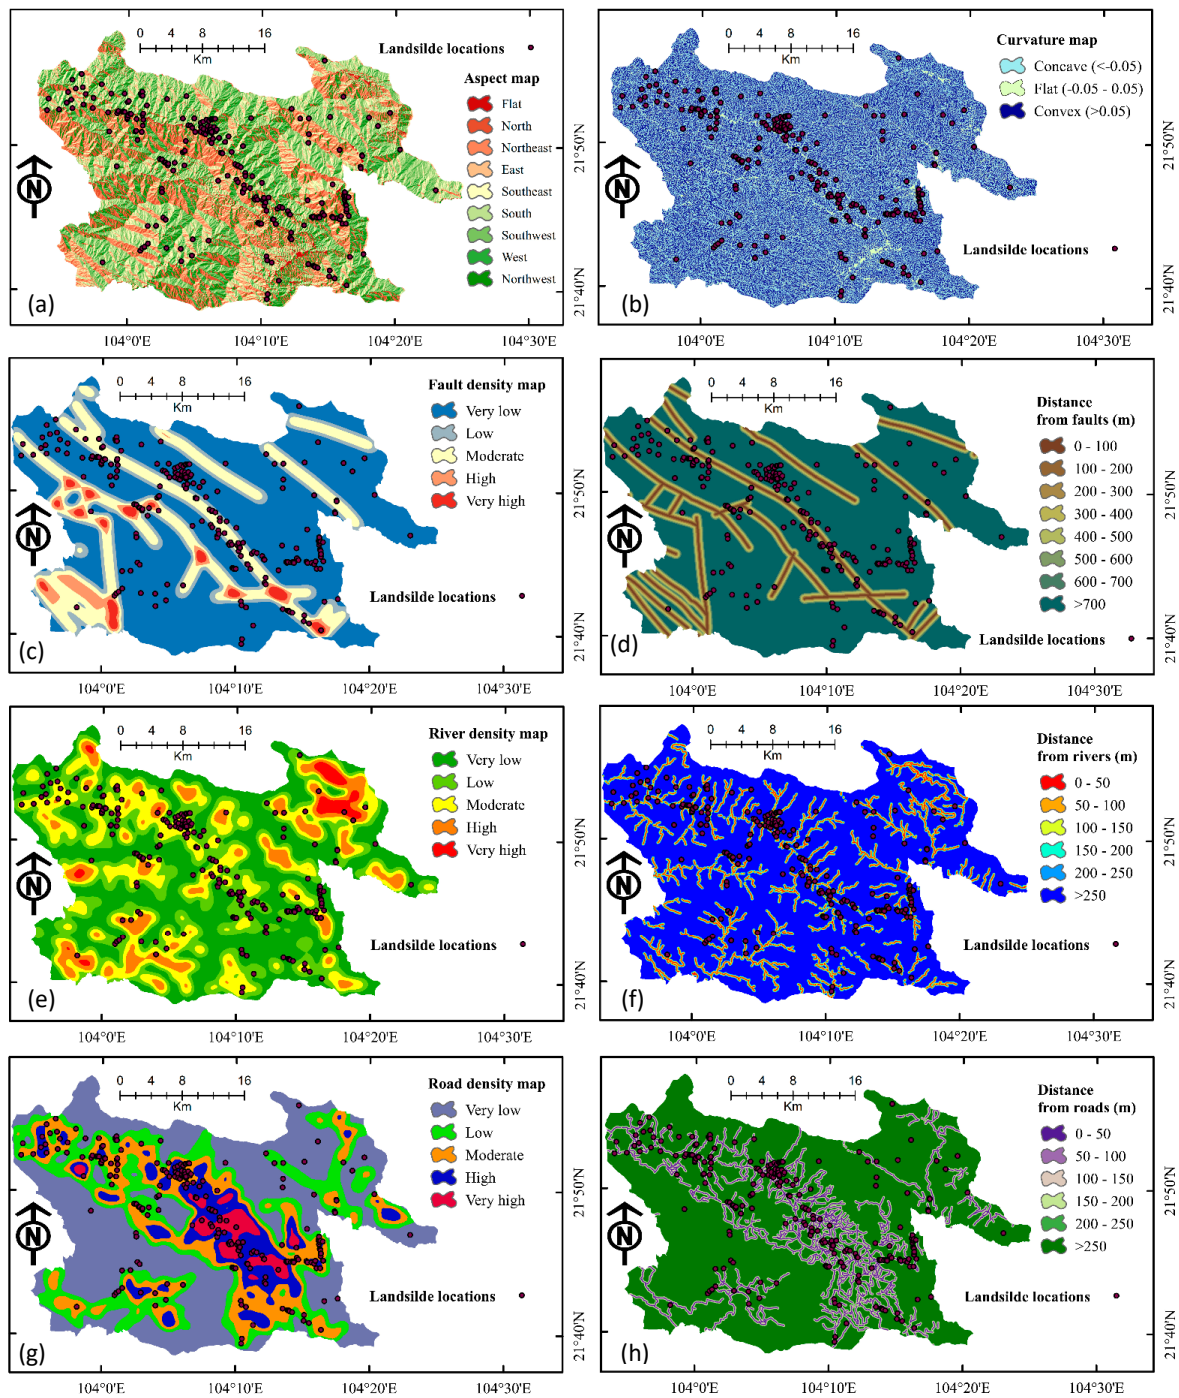 0 4 8 16
Km
Landsilde locations
Aspect map
Flat
North
Northeast
East
Southeast
South
Southwest
West
Northwest
N
(a)
21°50'N
21°40'N
104°0'E 104°10'E 104°20'E 104°30'E
0 4 8 16
Km
Curvature map
Concave (<-0.05)
Flat (-0.05 - 0.05)
Convex (>0.05)
Landsilde locations
N
(b)
21°50'N
21°40'N
104°0'E 104°10'E 104°20'E 104°30'E
0 4 8 16
Km
Fault density map
Very low
Low
Moderate
High
Very high
Landsilde locations
N
(c)
21°50'N
21°40'N
104°0'E 104°10'E 104°20'E 104°30'E
0 4 8 16
Km
Distance
from faults (m)
0 - 100
100 - 200
200 - 300
300 - 400
400 - 500
500 - 600
600 - 700
>700
Landsilde locations
N
(d)
21°50'N
21°40'N
104°0'E 104°10'E 104°20'E 104°30'E
0 4 8 16
Km
River density map
Very low
Low
Moderate
High
Very high
Landsilde locations
N
(e)
21°50'N
21°40'N
104°0'E 104°10'E 104°20'E 104°30'E
0 4 8 16
Km
Distance
from rivers (m)
0 - 50
50 - 100
100 - 150
150 - 200
200 - 250
>250
Landsilde locations
N
(f)
21°50'N
21°40'N
104°0'E 104°10'E 104°20'E 104°30'E
0 4 8 16
Km
Road density map
Very low
Low
Moderate
High
Very high
Landsilde locations
N
(g)
21°50'N
21°40'N
104°0'E 104°10'E 104°20'E 104°30'E
0 4 8 16
Km
Distance
from roads (m)
0 - 50
50 - 100
100 - 150
150 - 200
200 - 250
>250
Landsilde locations
N
(h)
21°50'N
21°40'N
104°0'E 104°10'E 104°20'E 104°30'E